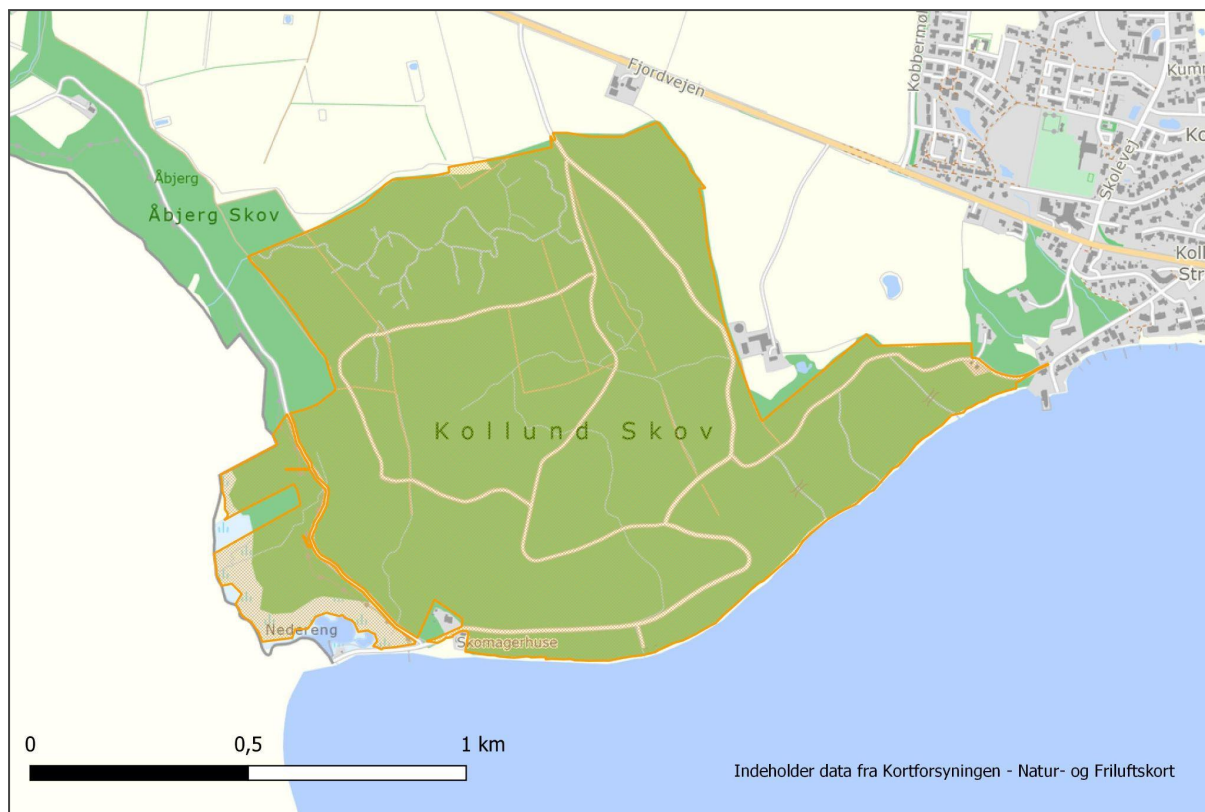 Fjordvejen
Kobbermøl
Kumm
Ko
Skolevej
Åbjerg
Åbjerg Skov
Koll
Str
Kollund Skov
Nedereng
Skomagerhuse
0 0,5 1 km
Indeholder data fra Kortforsyningen - Natur- og Friluftskort